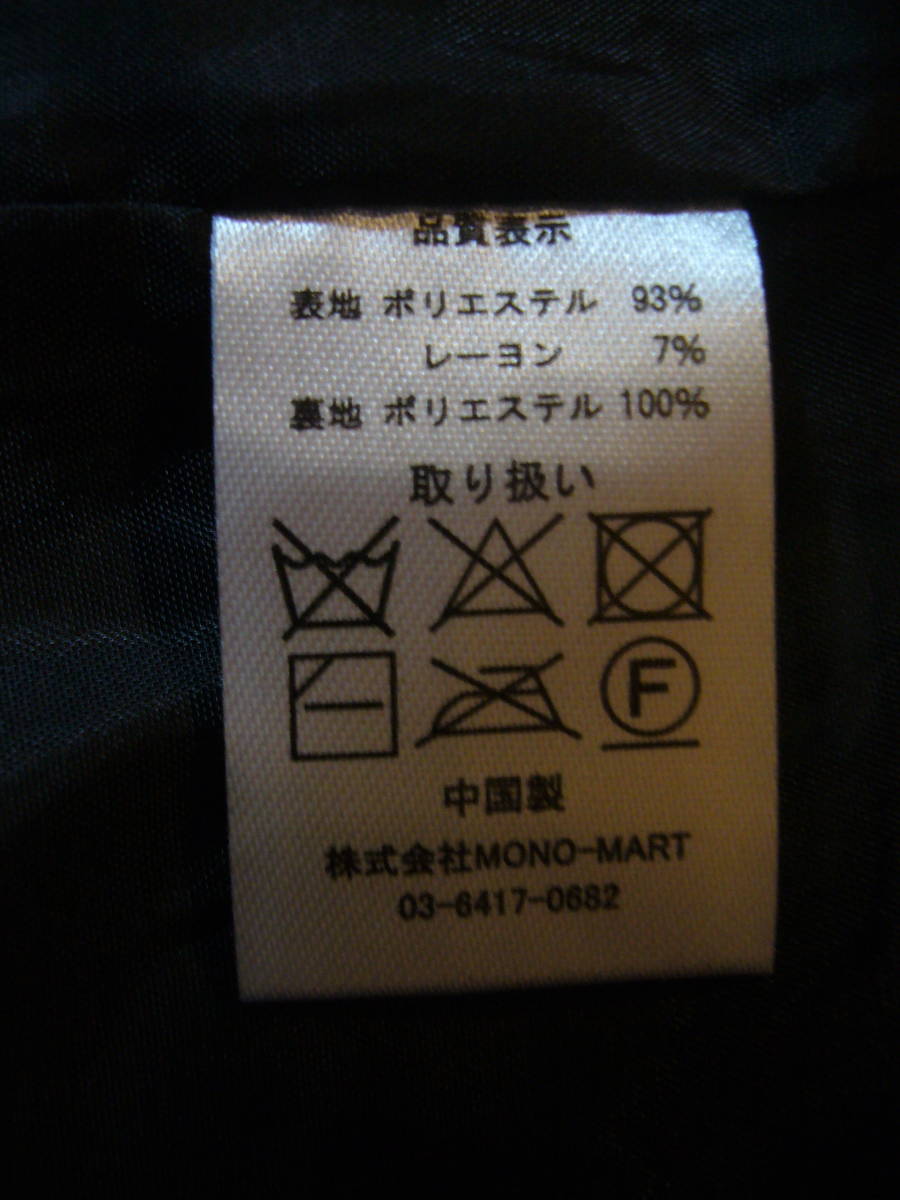 品質表示
表地 ポリエステル 93%
レーヨン 7%
裏地 ポリエステル 100%
取り扱い
F
中国製
株式会社MONO-MART
03-6417-0682